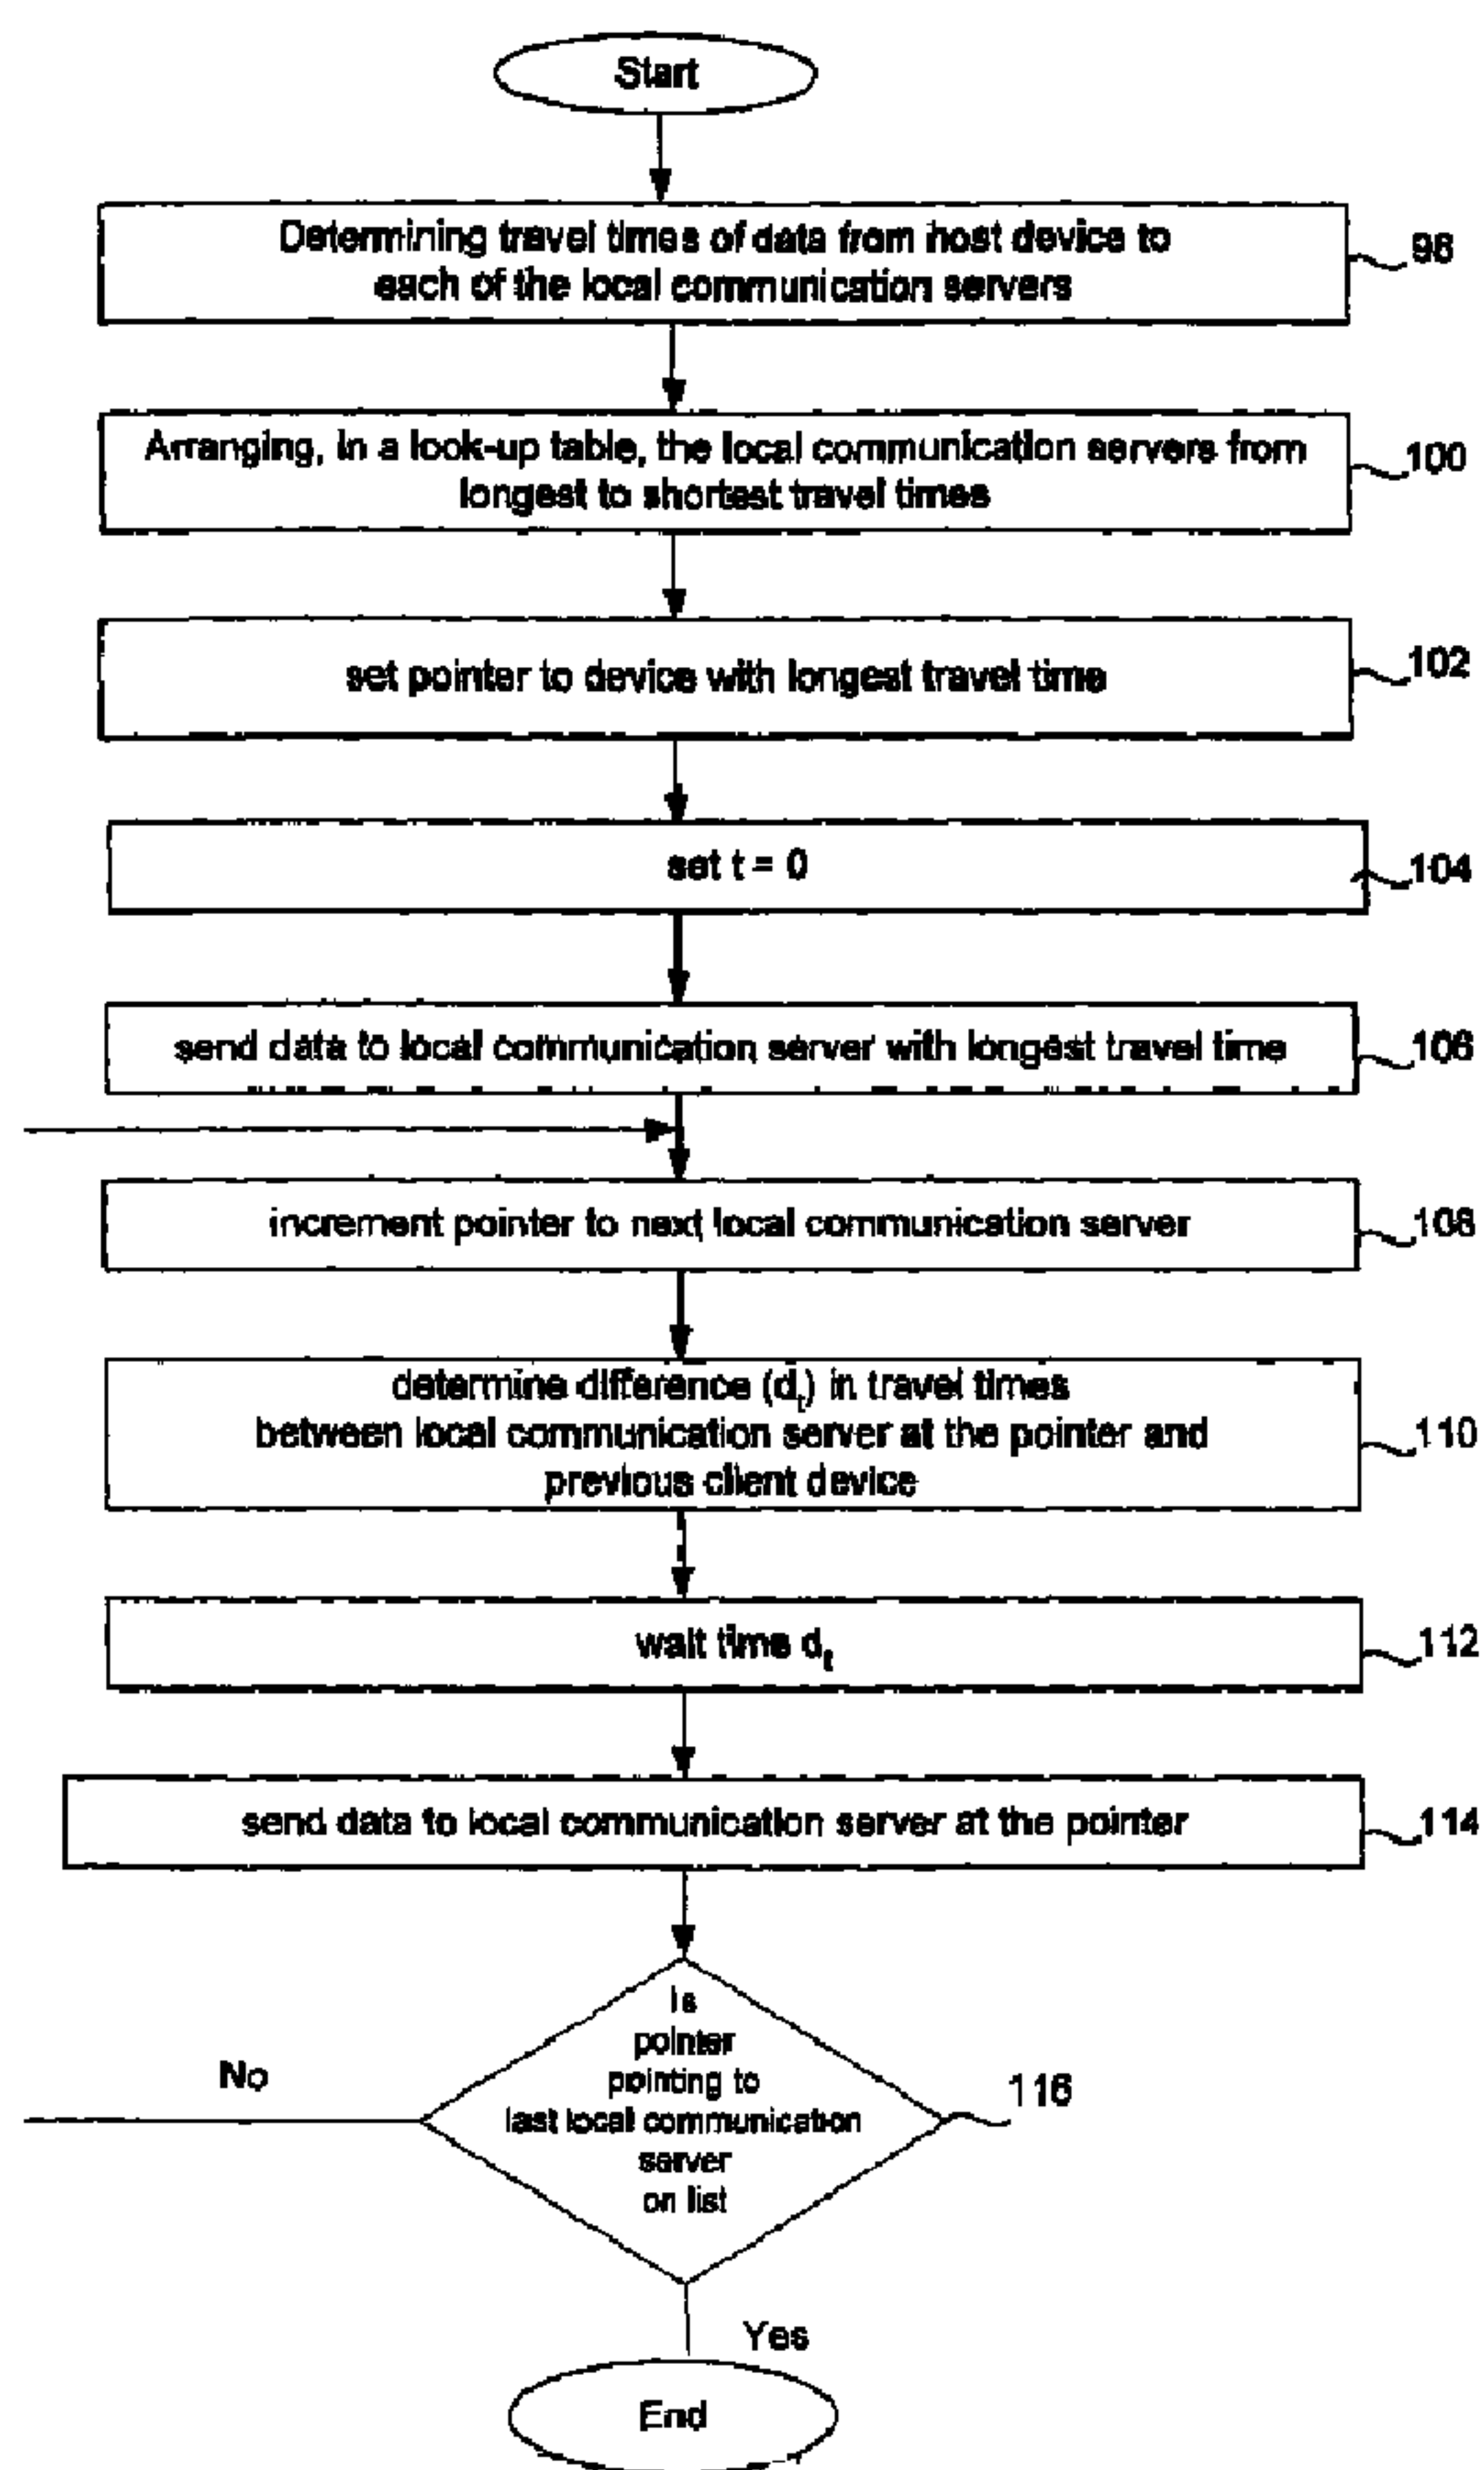 Start
Determining travel times of data from host device to
each of the local communication servers
98
Arranging, in a look-up table, the local communication servers from
longest to shortest travel times
100
set pointer to device with longest travel time
102
set t = 0
104
send data to local communication server with longest travel time
106
increment pointer to next local communication server
108
determine difference (dt) in travel times
between local communication server at the pointer and
previous client device
110
wait time dt
112
send data to local communication server at the pointer
114
Is
pointer
pointing to
last local communication
server
on list
No
116
Yes
End